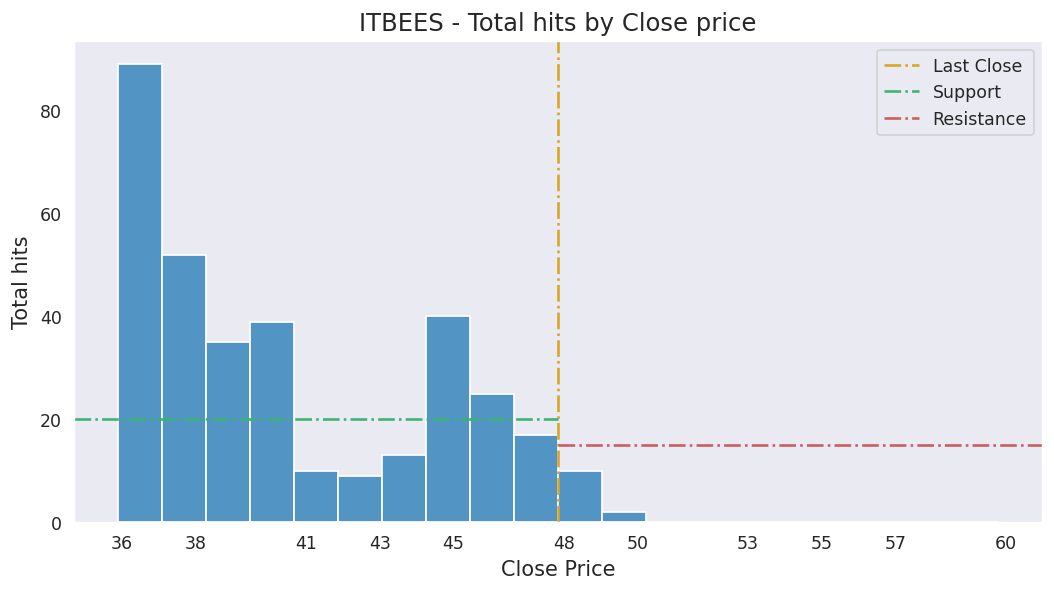 ITBEES - Total hits by Close price
Last Close
Support
Resistance
Total hits
80
60
40
20
0
36 38 41 43 45 48 50 53 55 57 60
Close Price